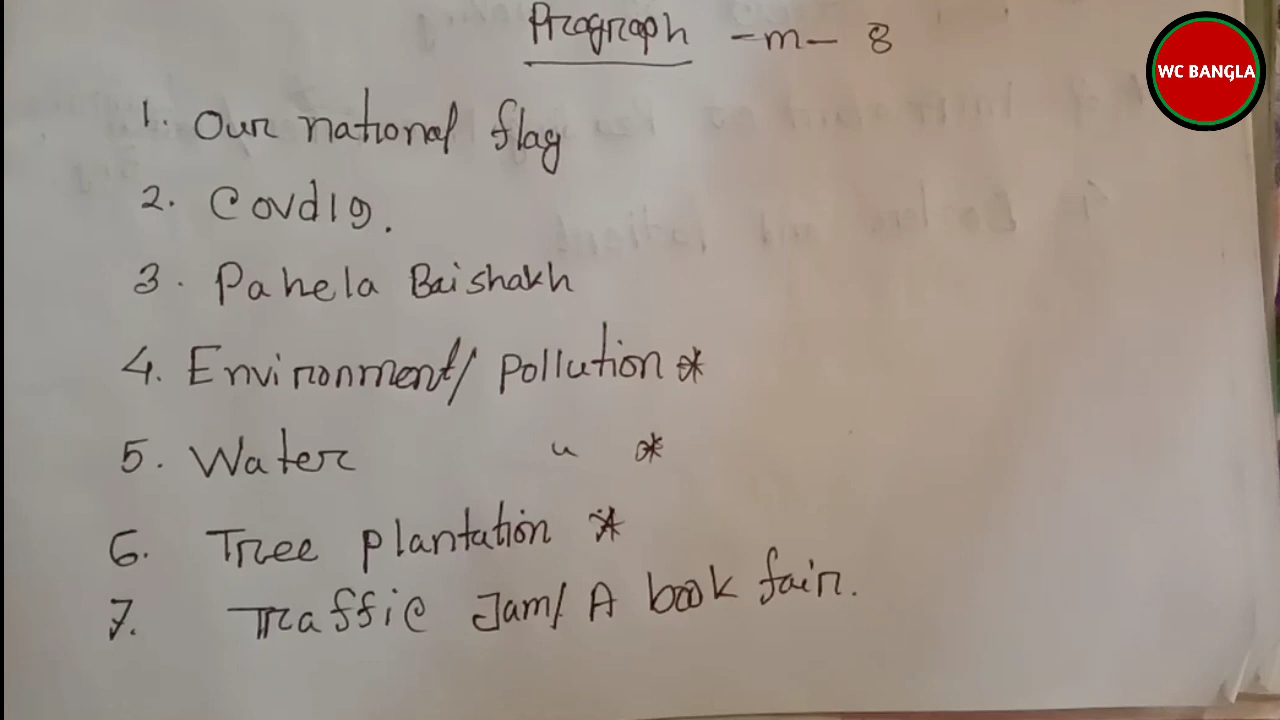 Pragraph -m- 8
WC BANGLA
1. Our national flag
2. Covd19.
3. Pahela Baishakh
4. Environment/ pollution *
5. Water " *
6. Tree plantation *
7. Traffic Jam/ A book fair.